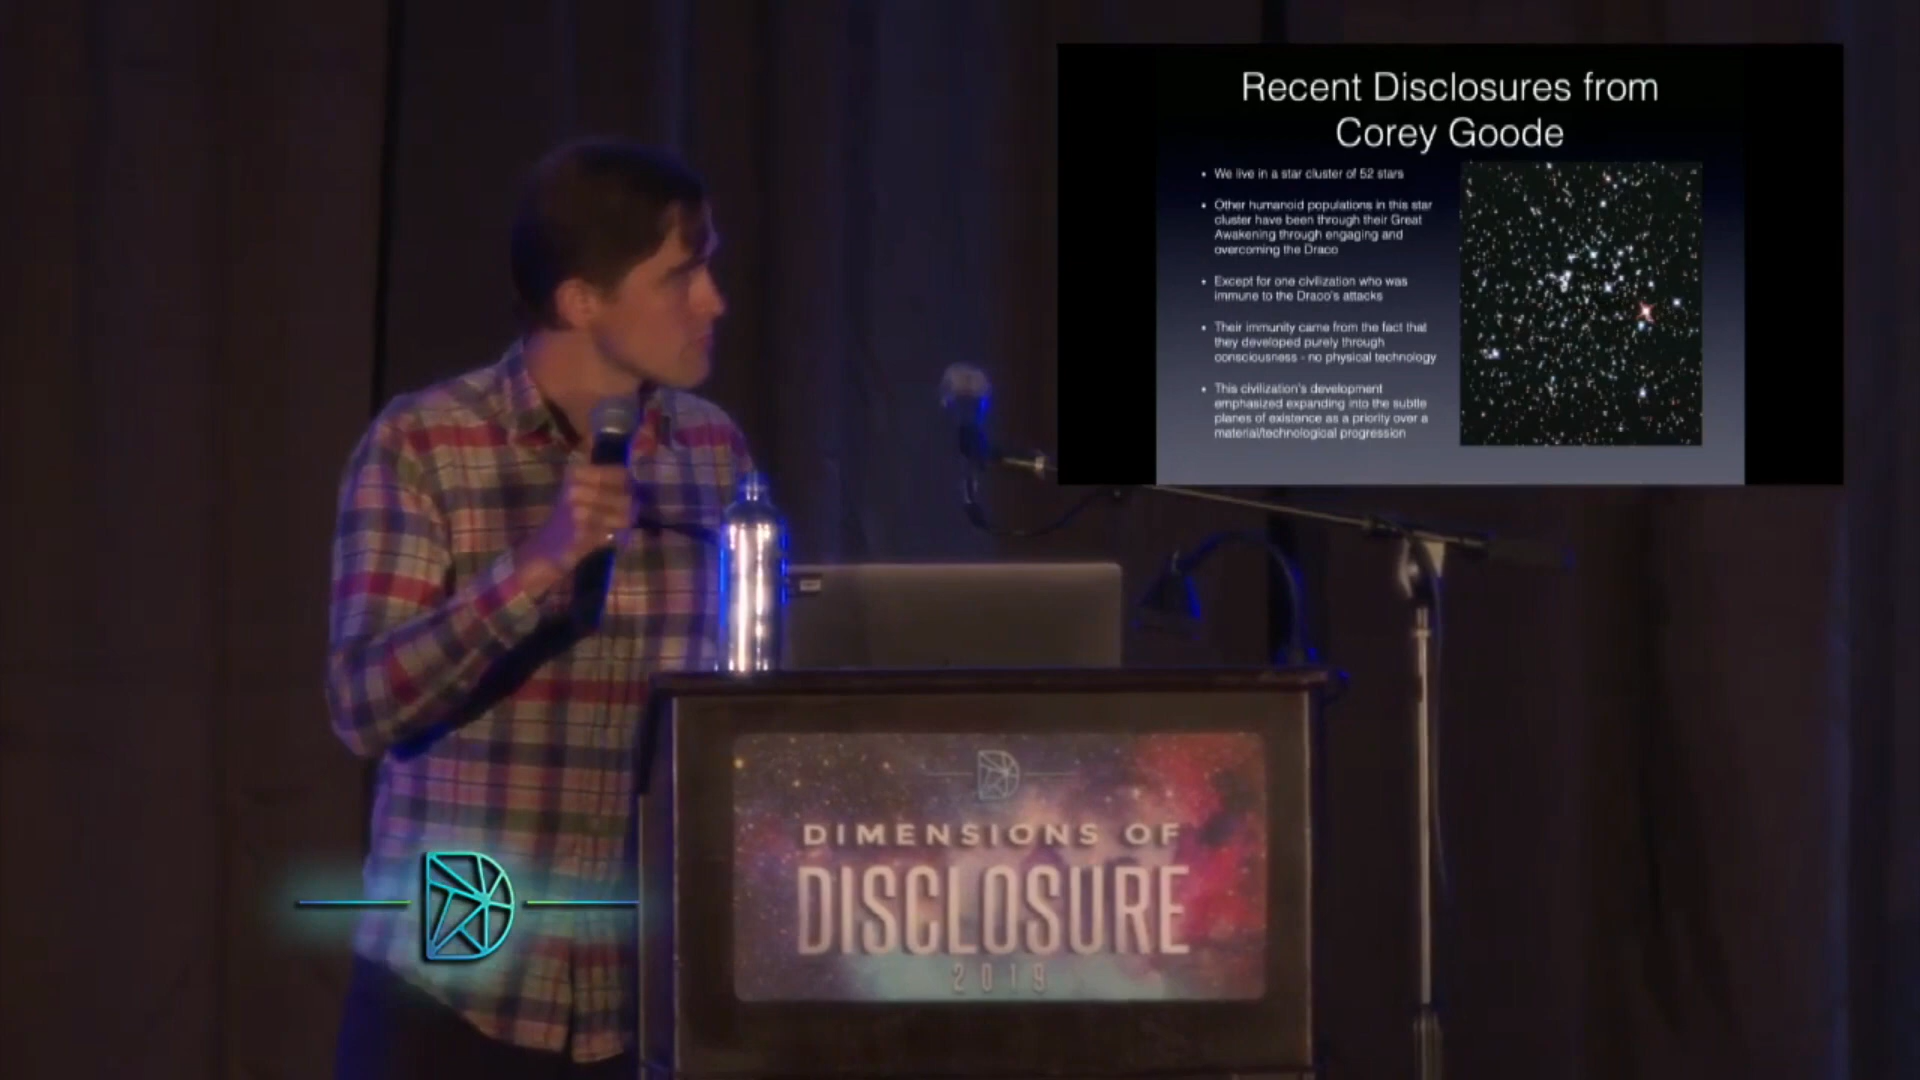 Recent Disclosures from
Corey Goode
• We live in a star cluster of 52 stars
• Other humanoid populations in this star
cluster have been through their Great
Awakening through engaging and
overcoming the Draco
• Except for one civilization who was
immune to the Draco's attacks
• Their immunity came from the fact that
they developed purely through
consciousness - no physical technology
• This civilization's development
emphasized expanding into the subtle
planes of existence as a priority over a
material/technological progression
DIMENSIONS OF
DISCLOSURE
2019